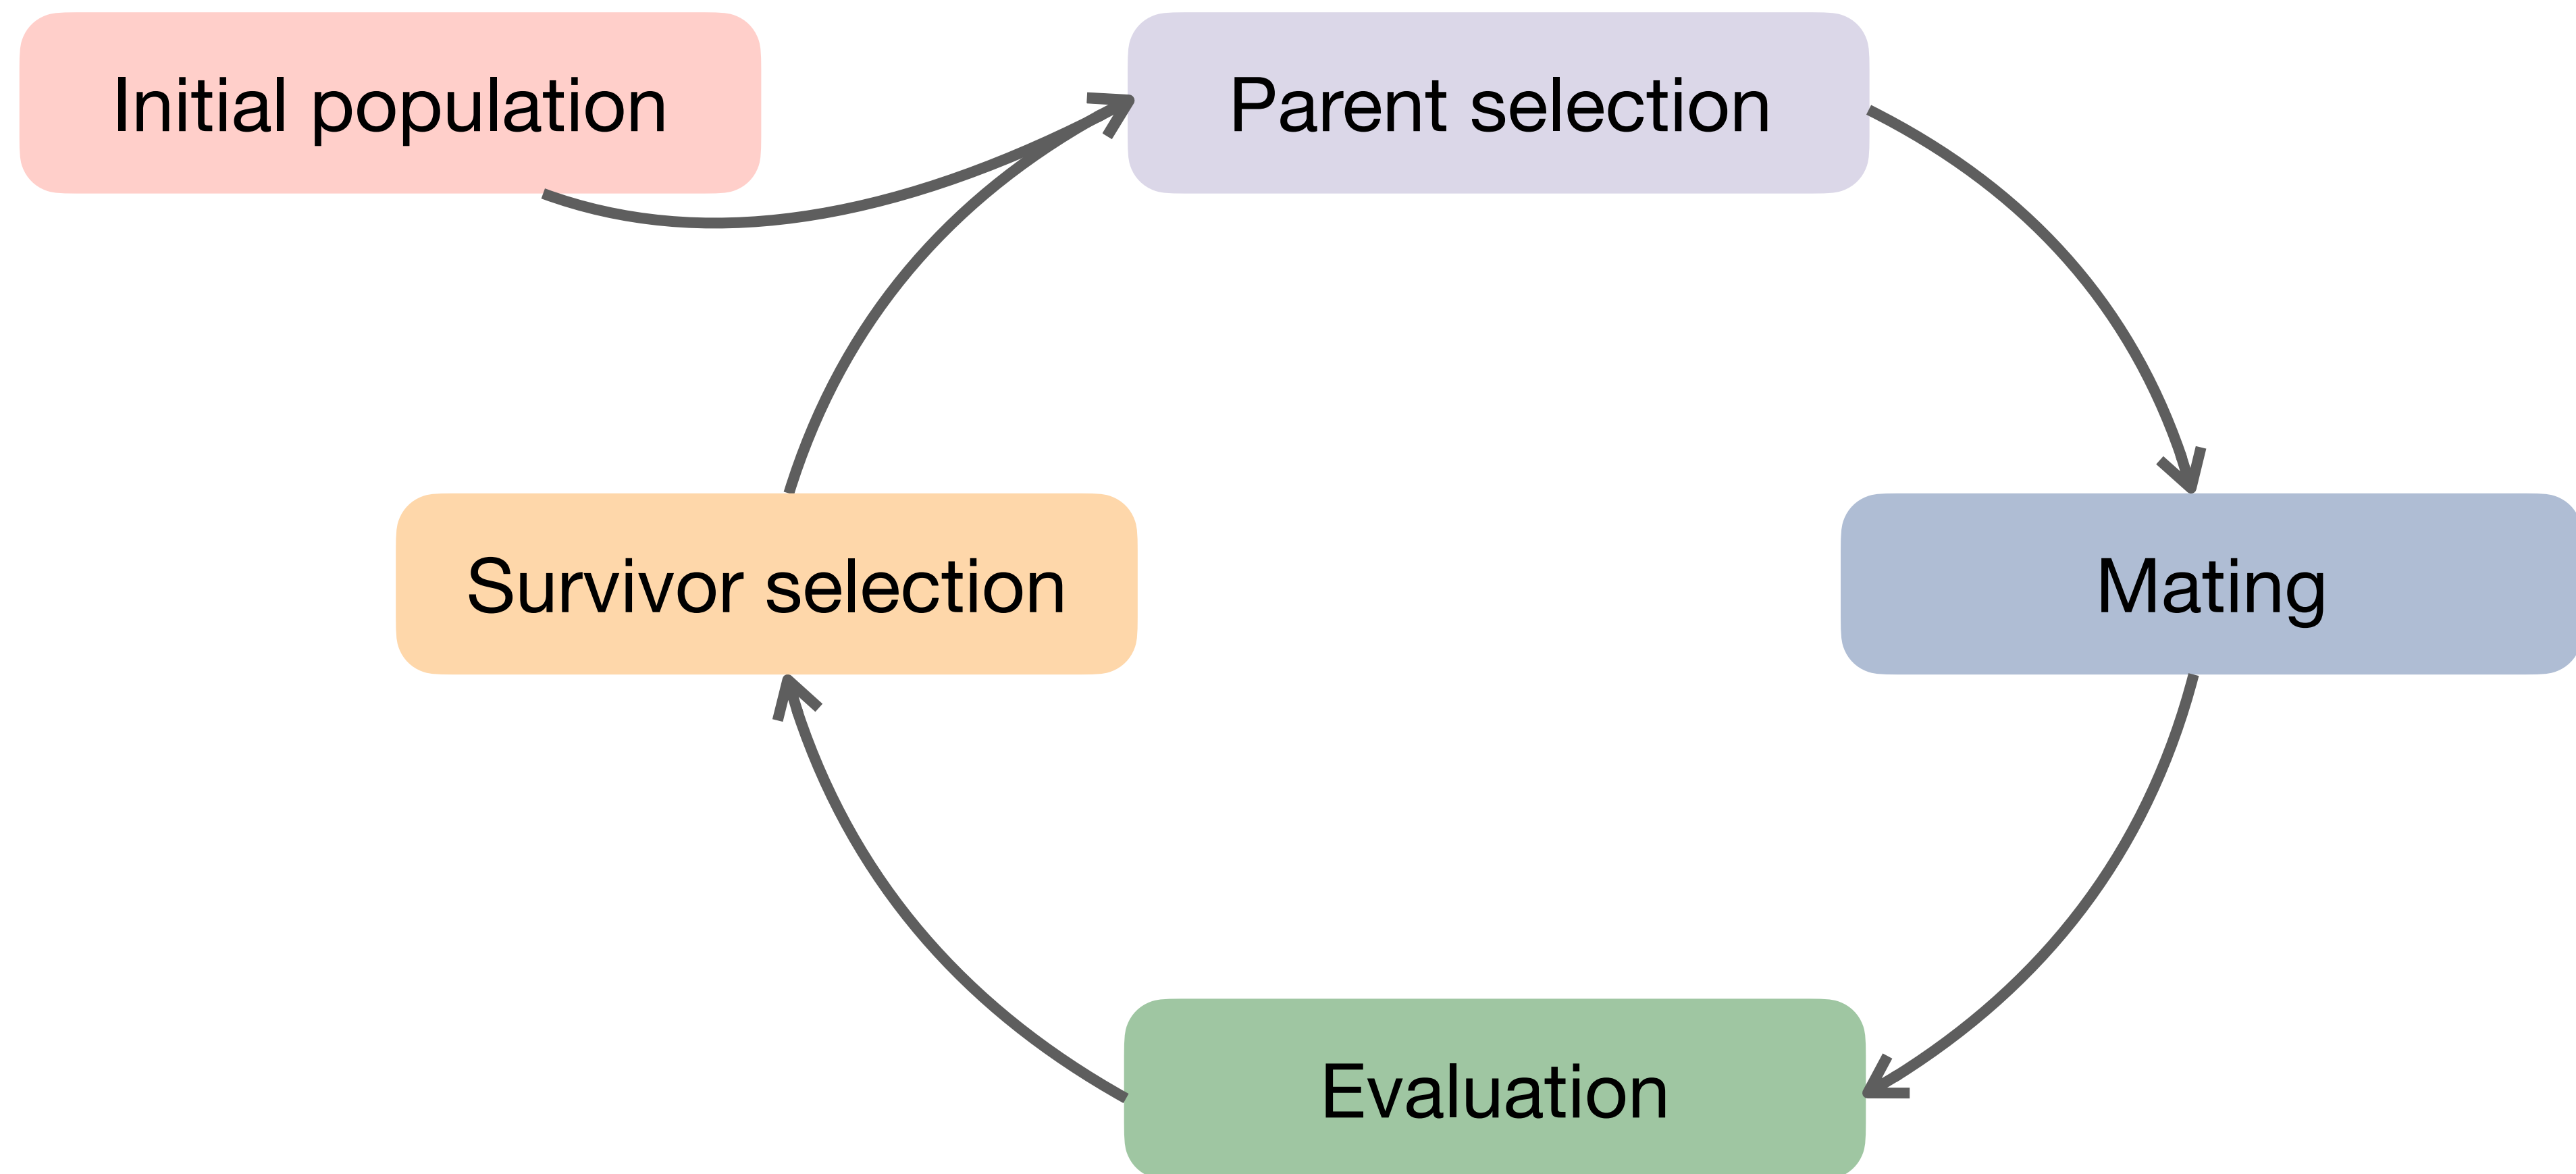 Initial population
Parent selection
Survivor selection
Mating
Evaluation